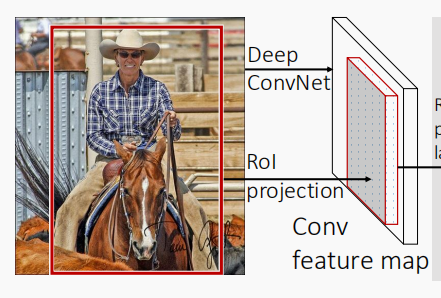 Deep
ConvNet
RoI
projection
Conv
feature map